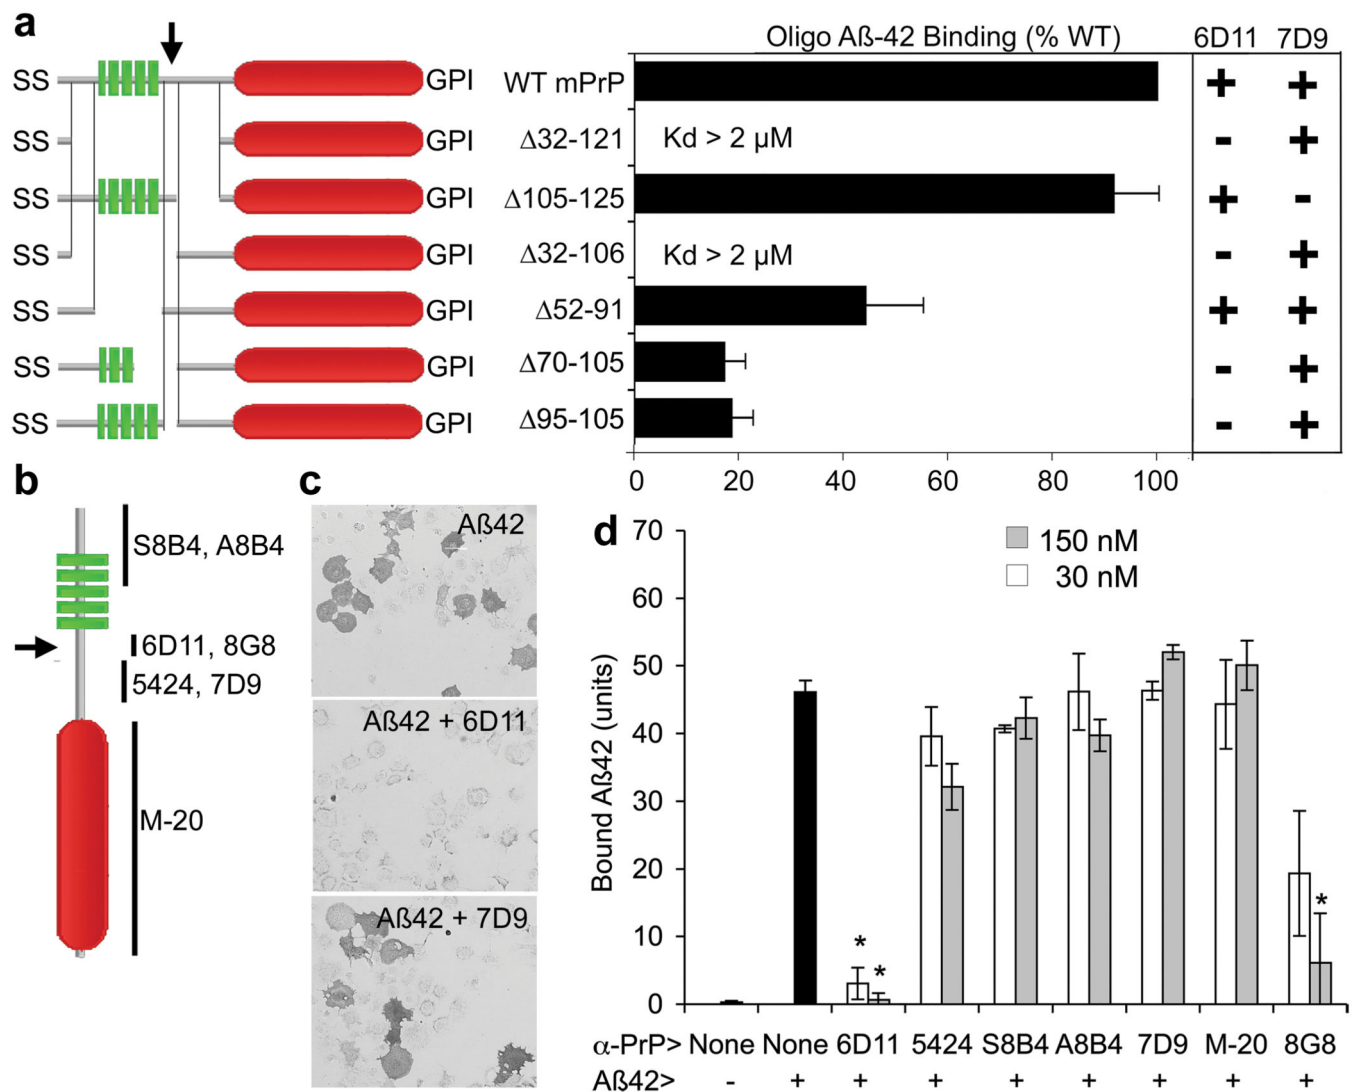 a
Oligo Aß-42 Binding (% WT) 6D11 7D9
SS GPI WT mPrP + +
SS GPI Δ32-121 Kd > 2 µM - +
SS GPI Δ105-125 + -
SS GPI Δ32-106 Kd > 2 µM - +
SS GPI Δ52-91 + +
SS GPI Δ70-105 - +
SS GPI Δ95-105 - +
0 20 40 60 80 100
b
S8B4, A8B4
6D11, 8G8
5424, 7D9
M-20
c
Aß42
Aß42 + 6D11
Aß42 + 7D9
d
150 nM
30 nM
Bound Aß42 (units)
70
60
50
40
30
20
10
0
* * *
α-PrP> None None 6D11 5424 S8B4 A8B4 7D9 M-20 8G8
Aß42> - + + + + + + + +